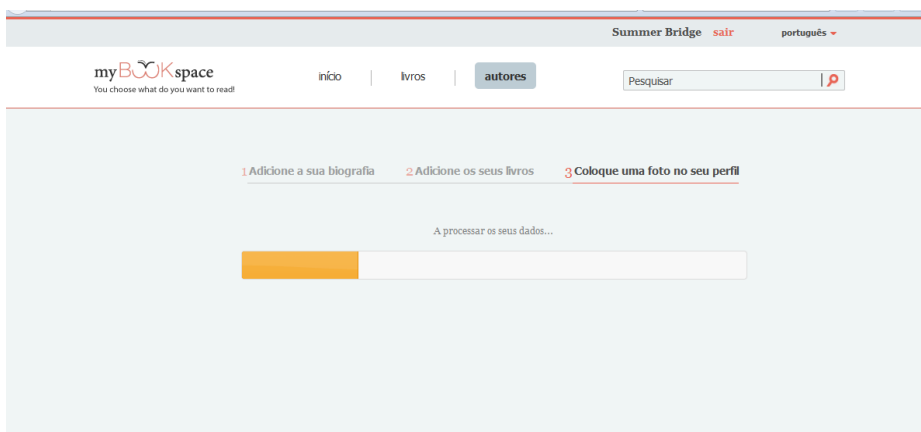 Summer Bridge sair português
myBOOKspace
You choose what do you want to read!
início livros autores
Pesquisar
1 Adicione a sua biografia 2 Adicione os seus livros 3 Coloque uma foto no seu perfil
A processar os seus dados...